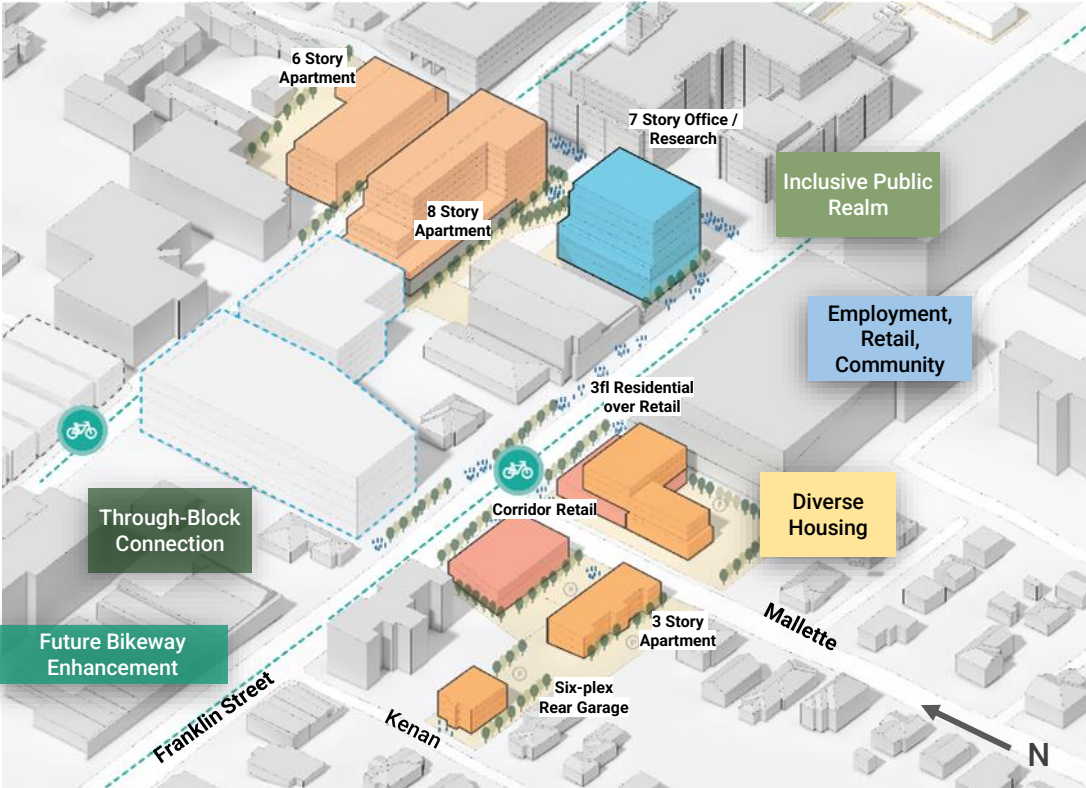 6 Story
Apartment
7 Story Office /
Research
Inclusive Public
Realm
8 Story
Apartment
Employment,
Retail,
Community
3fl Residential
over Retail
Diverse
Housing
Corridor Retail
P
Through-Block
Connection
P
3 Story
Apartment
Mallette
P
Future Bikeway
Enhancement
P
Six-plex
Rear Garage
Franklin Street
Kenan
N